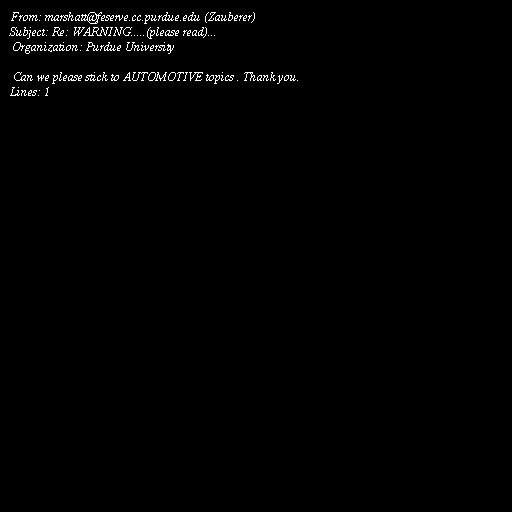 From: marshatt@feserve.cc.purdue.edu (Zauberer)
Subject: Re: WARNING.....(please read)...
Organization: Purdue University
Can we please stick to AUTOMOTIVE topics . Thank you.
Lines: 1